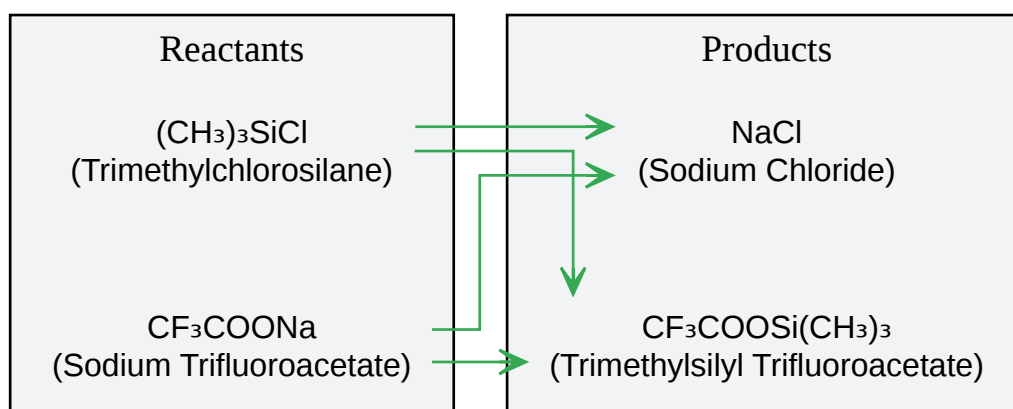 Reactants
(CH₃)₃SiCl
(Trimethylchlorosilane)
CF₃COONa
(Sodium Trifluoroacetate)
Products
NaCl
(Sodium Chloride)
CF₃COOSi(CH₃)₃
(Trimethylsilyl Trifluoroacetate)